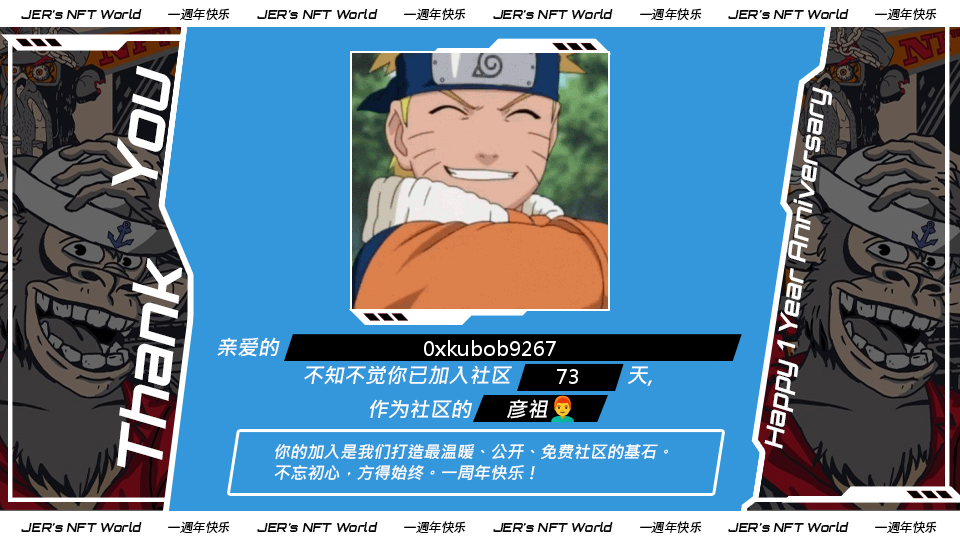 JER's NFT World 一週年快乐 JER's NFT World 一週年快乐 JER's NFT World 一週年快乐 JER's NFT World 一週年快乐
Thank You
Happy 1 Year Anniversary
亲爱的 0xkubob9267
不知不觉你已加入社区 73 天,
作为社区的 彦祖👨‍🦰
你的加入是我们打造最温暖、公开、免费社区的基石。
不忘初心，方得始终。一周年快乐！
JER's NFT World 一週年快乐 JER's NFT World 一週年快乐 JER's NFT World 一週年快乐 JER's NFT World 一週年快乐